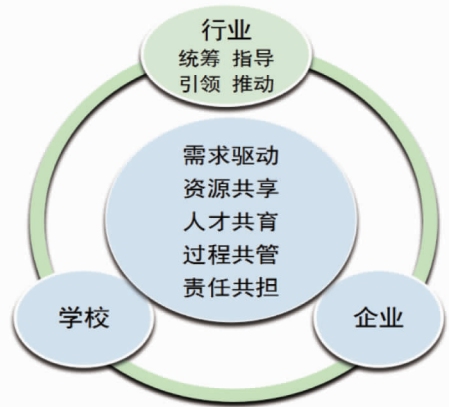 行业
统筹 指导
引领 推动
需求驱动
资源共享
人才共育
过程共管
责任共担
学校
企业